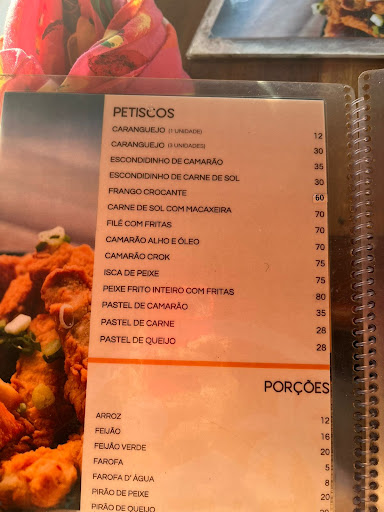 PETISCOS
CARANGUEJO (1 UNIDADE) 12
CARANGUEJO (3 UNIDADES) 30
ESCONDIDINHO DE CAMARÃO 35
ESCONDIDINHO DE CARNE DE SOL 30
FRANGO CROCANTE 60
CARNE DE SOL COM MACAXEIRA 70
FILÉ COM FRITAS 70
CAMARÃO ALHO E ÓLEO 70
CAMARÃO CROK 75
ISCA DE PEIXE 75
PEIXE FRITO INTEIRO COM FRITAS 80
PASTEL DE CAMARÃO 35
PASTEL DE CARNE 28
PASTEL DE QUEIJO 28
PORÇÕES
ARROZ 12
FEIJÃO 16
FEIJÃO VERDE 20
FAROFA 5
FAROFA D' ÁGUA 8
PIRÃO DE PEIXE 20
PIRÃO DE QUEIJO 20